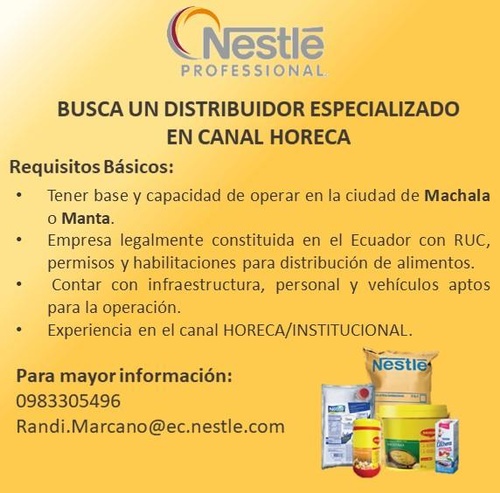 Nestlé
PROFESSIONAL
BUSCA UN DISTRIBUIDOR ESPECIALIZADO
EN CANAL HORECA
Requisitos Básicos:
• Tener base y capacidad de operar en la ciudad de Machala
o Manta.
• Empresa legalmente constituida en el Ecuador con RUC,
permisos y habilitaciones para distribución de alimentos.
• Contar con infraestructura, personal y vehículos aptos
para la operación.
• Experiencia en el canal HORECA/INSTITUCIONAL.
Para mayor información:
0983305496
Randi.Marcano@ec.nestle.com
Nestlé